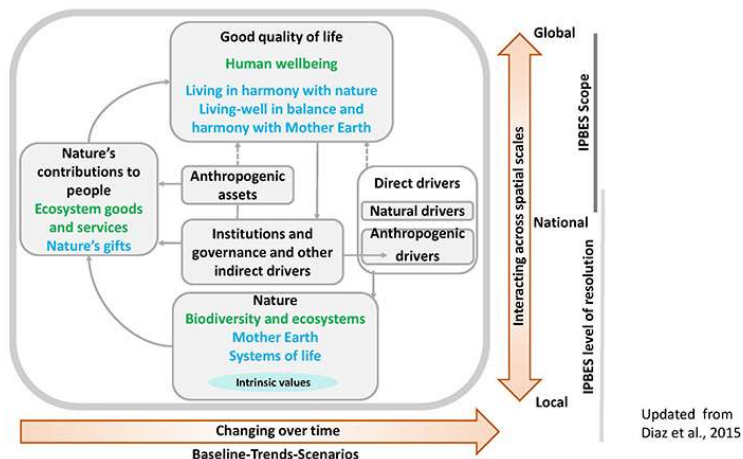 Good quality of life
Human wellbeing
Living in harmony with nature
Living-well in balance and
harmony with Mother Earth
Nature's
contributions to
people
Ecosystem goods
and services
Nature's gifts
Anthropogenic
assets
Direct drivers
Natural drivers
Anthropogenic
drivers
Institutions and
governance and other
indirect drivers
Nature
Biodiversity and ecosystems
Mother Earth
Systems of life
Intrinsic values
Changing over time
Baseline-Trends-Scenarios
Global
National
Local
Interacting across spatial scales
IPBES Scope
IPBES level of resolution
Updated from
Diaz et al., 2015